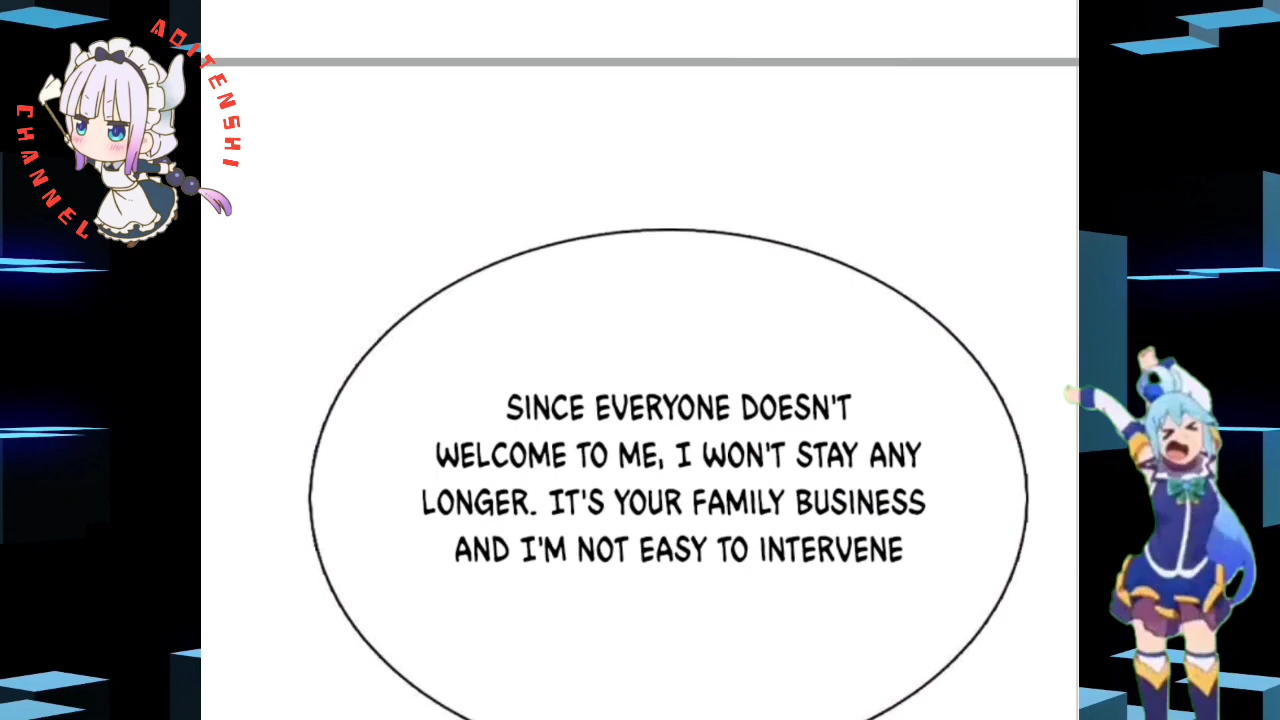 AOITENSHI
CHANNEL
SINCE EVERYONE DOESN'T
WELCOME TO ME, I WON'T STAY ANY
LONGER. IT'S YOUR FAMILY BUSINESS
AND I'M NOT EASY TO INTERVENE